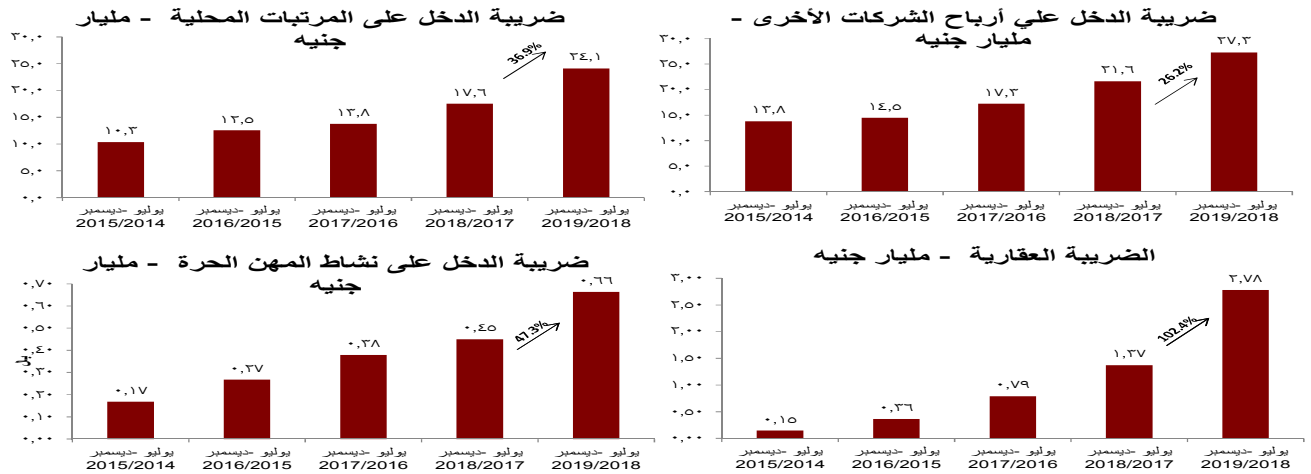 ضريبة الدخل على المرتبات المحلية - مليار
جنيه
٣٠,٠
٢٥,٠
٢٠,٠
١٥,٠
١٠,٠
٥,٠
٠,٠
١٠,٣
١٢,٥
١٣,٨
١٧,٦
36.9%
٢٤,١
يوليو -ديسمبر
2015/2014
يوليو -ديسمبر
2016/2015
يوليو -ديسمبر
2017/2016
يوليو -ديسمبر
2018/2017
يوليو -ديسمبر
2019/2018
ضريبة الدخل علي أرباح الشركات الأخرى -
مليار جنيه
٣٠,٠
٢٥,٠
٢٠,٠
١٥,٠
١٠,٠
٥,٠
٠,٠
١٣,٨
١٤,٥
١٧,٣
٢١,٦
26.2%
٢٧,٣
يوليو -ديسمبر
2015/2014
يوليو -ديسمبر
2016/2015
يوليو -ديسمبر
2017/2016
يوليو -ديسمبر
2018/2017
يوليو -ديسمبر
2019/2018
ضريبة الدخل على نشاط المهن الحرة - مليار
جنيه
٠,٧٠
٠,٦٠
٠,٥٠
٠,٤٠
٠,٣٠
٠,٢٠
٠,١٠
٠,٠٠
٠,١٧
٠,٢٧
٠,٣٨
٠,٤٥
47.3%
٠,٦٦
يوليو -ديسمبر
2015/2014
يوليو -ديسمبر
2016/2015
يوليو -ديسمبر
2017/2016
يوليو -ديسمبر
2018/2017
يوليو -ديسمبر
2019/2018
الضريبة العقارية - مليار جنيه
٣,٠٠
٢,٥٠
٢,٠٠
١,٥٠
١,٠٠
٠,٥٠
٠,٠٠
٠,١٥
٠,٣٦
٠,٧٩
١,٣٧
102.4%
٢,٧٨
يوليو -ديسمبر
2015/2014
يوليو -ديسمبر
2016/2015
يوليو -ديسمبر
2017/2016
يوليو -ديسمبر
2018/2017
يوليو -ديسمبر
2019/2018